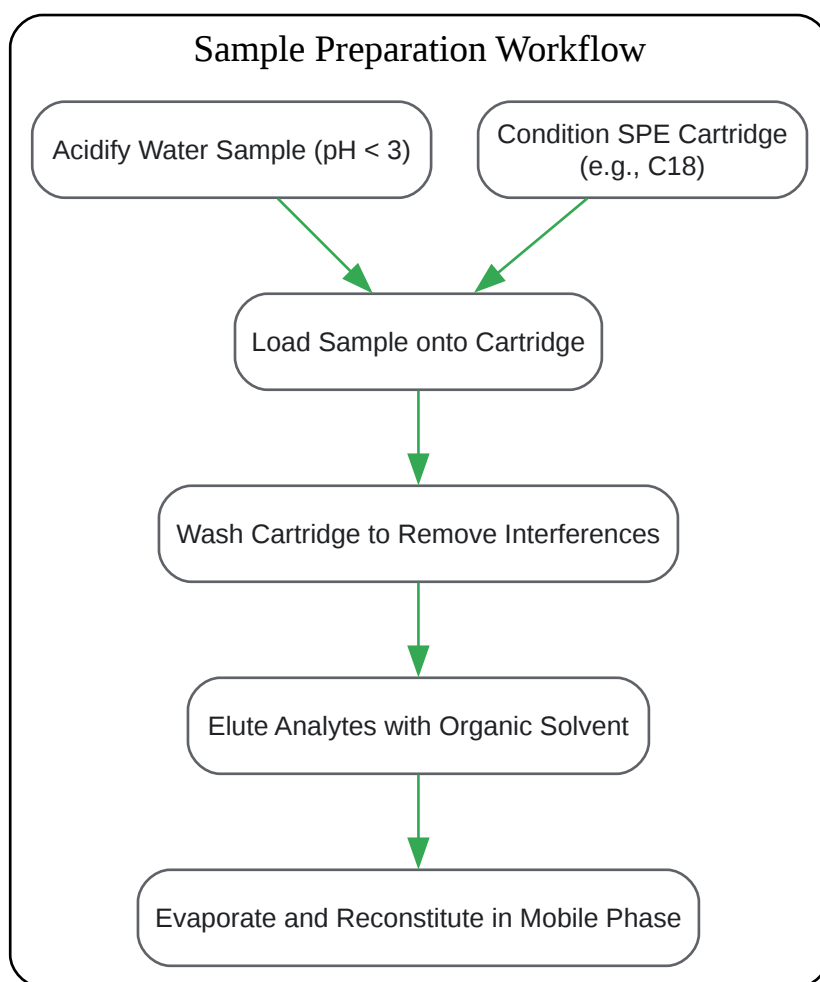 Sample Preparation Workflow
Acidify Water Sample (pH < 3)
Condition SPE Cartridge
(e.g., C18)
Load Sample onto Cartridge
Wash Cartridge to Remove Interferences
Elute Analytes with Organic Solvent
Evaporate and Reconstitute in Mobile Phase